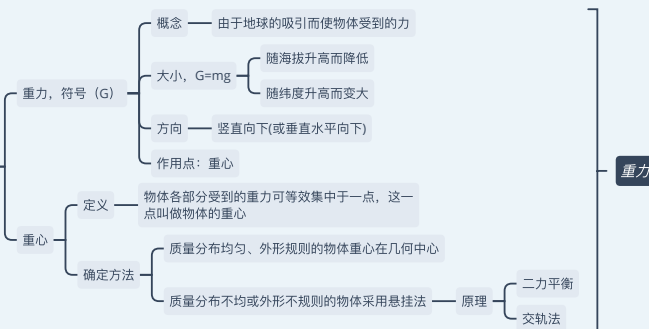 概念
由于地球的吸引而使物体受到的力
随海拔升高而降低
大小，G=mg
随纬度升高而变大
重力，符号（G）
方向
竖直向下(或垂直水平向下)
作用点：重心
重力
定义
物体各部分受到的重力可等效集中于一点，这一
点叫做物体的重心
重心
质量分布均匀、外形规则的物体重心在几何中心
确定方法
质量分布不均或外形不规则的物体采用悬挂法
原理
二力平衡
交轨法